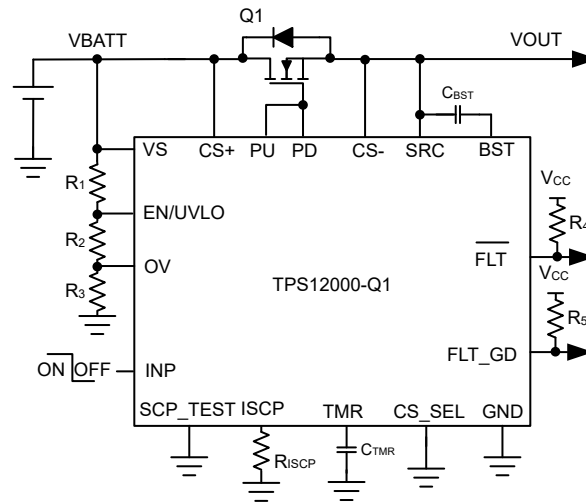 Q1
VBATT
VOUT
CBST
VS
CS+
PU
PD
CS-
SRC
BST
R1
EN/UVLO
R2
OV
R3
VCC
R4
FLT
TPS12000-Q1
VCC
R5
FLT_GD
ON OFF
INP
SCP_TEST
ISCP
TMR
CS_SEL
GND
RISCP
CTMR